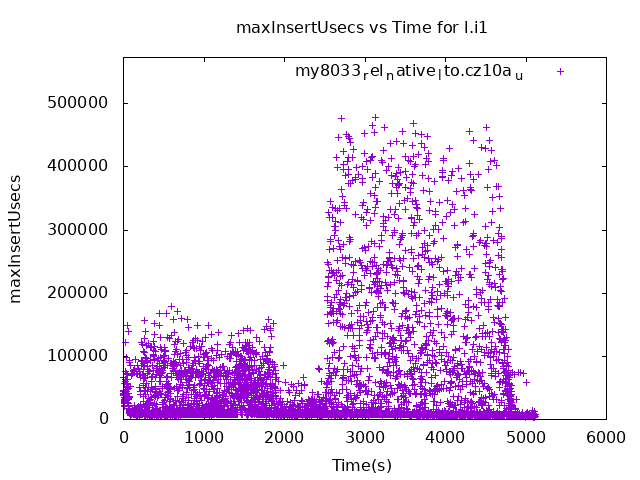 maxInsertUsecs vs Time for l.i1
my8033relnative_lto.cz10a_u
500000
400000
300000
200000
100000
0
maxInsertUsecs
0 1000 2000 3000 4000 5000 6000
Time(s)